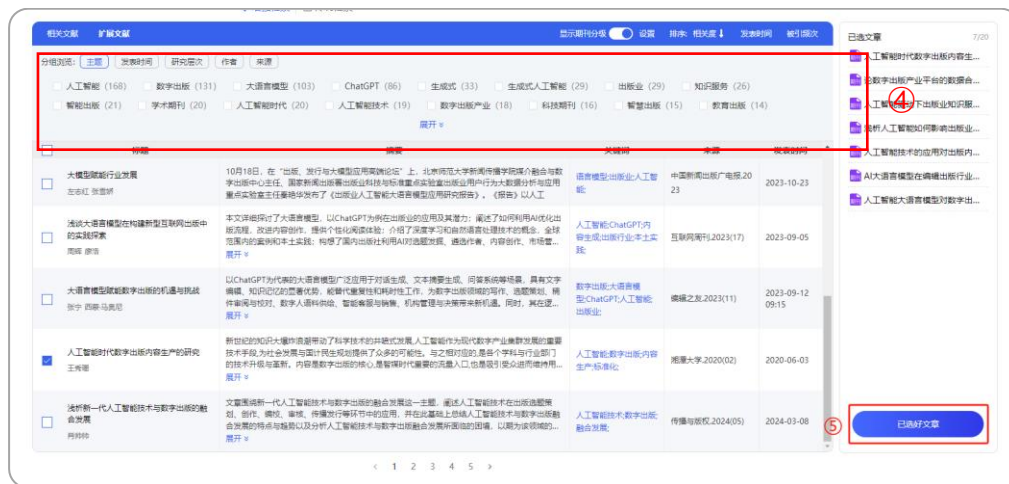 相关文献 扩展文献 显示期刊分级 设置 排序: 相关度↓ 发表时间 被引频次
分组浏览: 主题 发表时间 研究层次 作者 来源
人工智能 (168) 数字出版 (131) 大语言模型 (103) ChatGPT (86) 生成式 (33) 生成式人工智能 (29) 出版业 (29) 知识服务 (26)
智能出版 (21) 学术期刊 (20) 人工智能时代 (20) 人工智能技术 (19) 数字出版产业 (18) 科技期刊 (16) 智慧出版 (15) 教育出版 (14)
展开
④
标题 摘要 关键词 来源 发表时间
大模型赋能行业发展
左志红 张雪娇
10月18日，在“出版、发行与大模型应用高端论坛”上，北京师范大学新闻传播学院媒介融合与数
字出版中心主任、国家新闻出版署出版业科技与标准重点实验室出版业用户行为大数据分析与应用
重点实验室主任秦艳华发布了《出版业人工智能大语言模型应用研究报告》。《报告》以人工
语言模型;出版业;人工智
能;
中国新闻出版广电报.20
23
2023-10-23
浅谈大语言模型在构建新型互联网出版中
的实践探索
周晖
本文详细探讨了大语言模型，以ChatGPT为例在出版业的应用及其潜力；阐述了如何利用AI优化出
版流程、改进内容创作、提供个性化阅读体验；介绍了深度学习和自然语言处理技术的概念、全球
范围内的案例和本土实践；构想了国内出版社利用AI对选题发掘、遴选作者、内容创作、市场营...
展开
人工智能;ChatGPT;内
容生成;出版行业;本土实
践;
互联网周刊.2023(17)
2023-09-05
大语言模型赋能数字出版的机遇与挑战
张宁 西蒙·马奥尼
以ChatGPT为代表的大语言模型广泛应用于对话生成、文本摘要生成、问答系统等场景，具有文字
编辑、知识记忆的显著优势，能替代重复性和耗时性工作，为数字出版领域的写作、选题策划、稿
件审阅与校对、数字人语料供给、智能客服与销售、机构管理与决策带来新机遇。同时，其在逻...
展开
数字出版;大语言模
型;ChatGPT;人工智能;
出版业;
编辑之友.2023(11)
2023-09-12
09:15
人工智能时代数字出版内容生产的研究
王秀珊
新世纪的知识大爆炸浪潮带动了科学技术的井喷式发展,人工智能作为现代数字产业集群发展的重要
技术手段,为社会发展与国计民生规划提供了众多的可能性。与之相对应的,是各个学科与行业部门
的技术升级与革新。内容是数字出版的核心,是智媒时代重要的流量入口,也是吸引受众进而维持用...
展开
人工智能;数字出版;内容
生产;标准化;
湘潭大学.2020(02)
2020-06-03
浅析新一代人工智能技术与数字出版的融
合发展
文章围绕新一代人工智能技术与数字出版的融合发展这一主题，阐述人工智能技术在出版选题策
划、创作、编校、审核、传播发行等环节中的应用，并在此基础上总结人工智能技术与数字出版融
合发展的特点与趋势以及分析人工智能技术与数字出版融合发展所面临的困境，以期为该领域的...
展开
人工智能技术;数字出版;
融合发展;
传播与版权.2024(05)
2024-03-08
< 1 2 3 4 5 >
已选文章 7/20
人工智能时代数字出版内容生...
论数字出版产业平台的数据合...
人工智能 下出版业知识服...
浅析人工智能如何影响出版业...
人工智能技术的应用对出版内...
AI大语言模型在编辑出版行业...
人工智能大语言模型对数字出...
⑤ 已选好文章